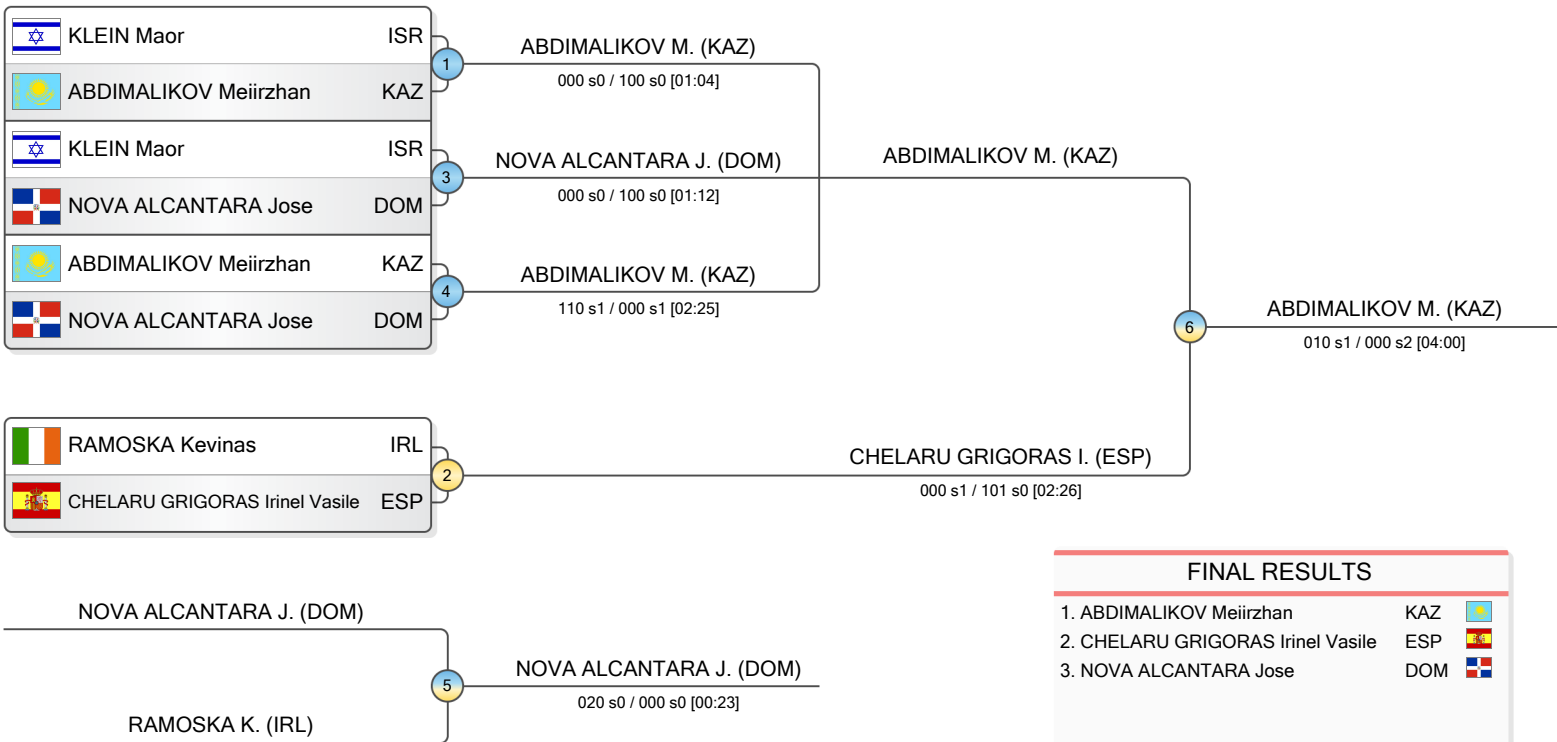 KLEIN Maor ISR
ABDIMALIKOV Meiirzhan KAZ
1
ABDIMALIKOV M. (KAZ)
000 s0 / 100 s0 [01:04]
KLEIN Maor ISR
NOVA ALCANTARA Jose DOM
3
NOVA ALCANTARA J. (DOM)
000 s0 / 100 s0 [01:12]
ABDIMALIKOV Meiirzhan KAZ
NOVA ALCANTARA Jose DOM
4
ABDIMALIKOV M. (KAZ)
110 s1 / 000 s1 [02:25]
ABDIMALIKOV M. (KAZ)
RAMOSKA Kevinas IRL
CHELARU GRIGORAS Irinel Vasile ESP
2
CHELARU GRIGORAS I. (ESP)
000 s1 / 101 s0 [02:26]
6
ABDIMALIKOV M. (KAZ)
010 s1 / 000 s2 [04:00]
NOVA ALCANTARA J. (DOM)
RAMOSKA K. (IRL)
5
NOVA ALCANTARA J. (DOM)
020 s0 / 000 s0 [00:23]
FINAL RESULTS
1. ABDIMALIKOV Meiirzhan KAZ
2. CHELARU GRIGORAS Irinel Vasile ESP
3. NOVA ALCANTARA Jose DOM